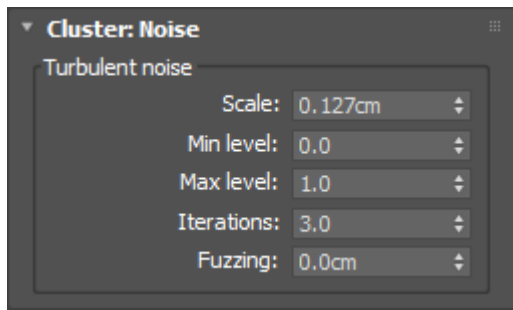 Cluster: Noise
Turbulent noise
Scale: 0.127cm
Min level: 0.0
Max level: 1.0
Iterations: 3.0
Fuzzing: 0.0cm